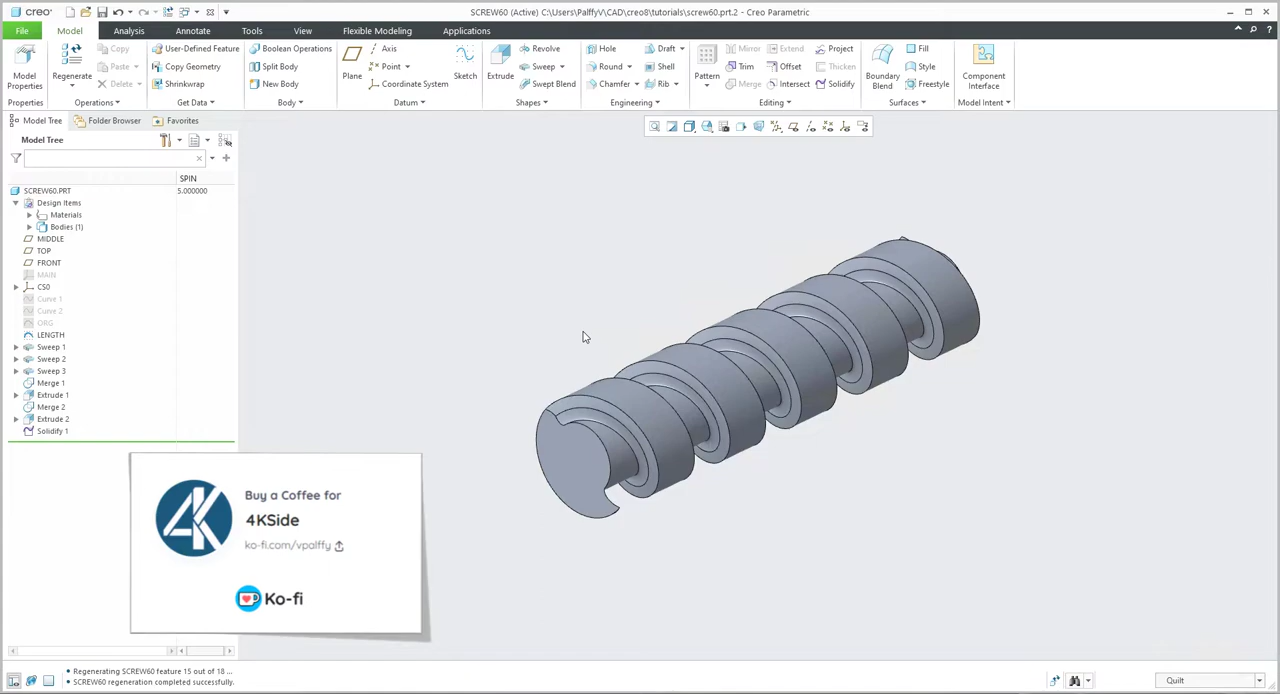 creo
SCREW60 (Active) C:\Users\PalffyV\CAD\creo8\tutorials\screw60.prt.2 - Creo Parametric
File
Model
Analysis
Annotate
Tools
View
Flexible Modeling
Applications
Model Properties
Properties
Regenerate
Copy
Paste
Delete
Operations
User-Defined Feature
Copy Geometry
Shrinkwrap
Get Data
Boolean Operations
Split Body
New Body
Body
Plane
Axis
Point
Coordinate System
Sketch
Datum
Extrude
Revolve
Sweep
Swept Blend
Shapes
Hole
Round
Chamfer
Draft
Shell
Rib
Engineering
Pattern
Mirror
Trim
Merge
Extend
Offset
Intersect
Project
Thicken
Solidify
Editing
Boundary Blend
Fill
Style
Freestyle
Surfaces
Component Interface
Model Intent
Model Tree
Folder Browser
Favorites
Model Tree
SPIN
SCREW60.PRT 5.000000
Design Items
Materials
Bodies (1)
MIDDLE
TOP
FRONT
MAIN
CS0
Curve 1
Curve 2
ORG
LENGTH
Sweep 1
Sweep 2
Sweep 3
Merge 1
Extrude 1
Merge 2
Extrude 2
Solidify 1
4K
Buy a Coffee for
4KSide
ko-fi.com/vpalffy
Ko-fi
• Regenerating SCREW60 feature 15 out of 18 ...
• SCREW60 regeneration completed successfully.
Quilt